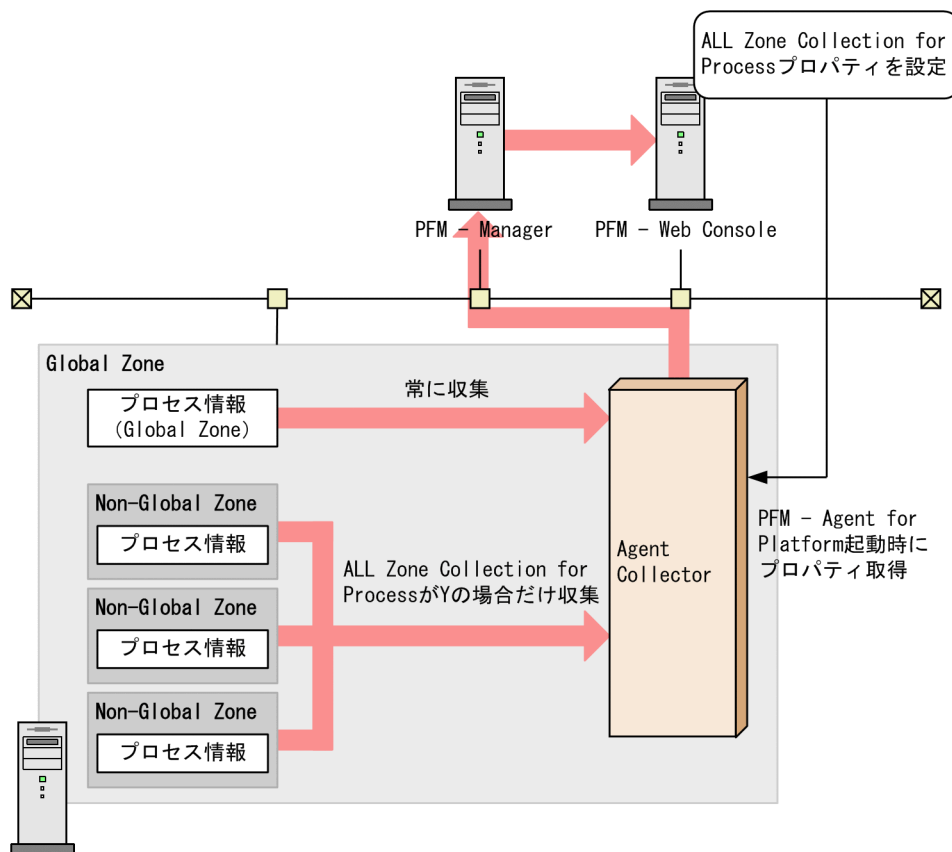 ALL Zone Collection for
Processプロパティを設定
PFM - Manager
PFM - Web Console
Global Zone
プロセス情報
(Global Zone)
常に収集
Non-Global Zone
プロセス情報
Non-Global Zone
プロセス情報
Non-Global Zone
プロセス情報
ALL Zone Collection for
ProcessがYの場合だけ収集
Agent
Collector
PFM - Agent for
Platform起動時に
プロパティ取得